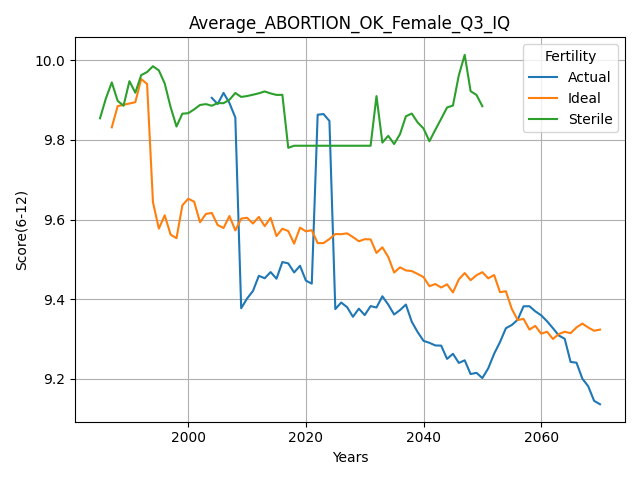 Average_ABORTION_OK_Female_Q3_IQ
Score(6-12)
10.0
9.8
9.6
9.4
9.2
2000
2020
2040
2060
Years
Fertility
Actual
Ideal
Sterile